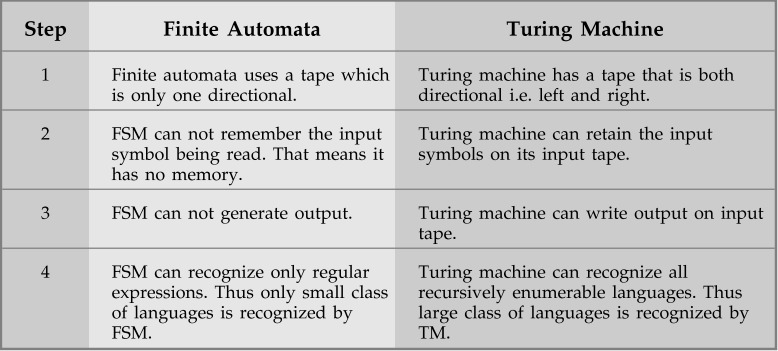 Step Finite Automata Turing Machine
1 Finite automata uses a tape which Turing machine has a tape that is both
is only one directional. directional i.e. left and right.
2 FSM can not remember the input Turing machine can retain the input
symbol being read. That means it symbols on its input tape.
has no memory.
3 FSM can not generate output. Turing machine can write output on input
tape.
4 FSM can recognize only regular Turing machine can recognize all
expressions. Thus only small class recursively enumerable languages. Thus
of languages is recognized by large class of languages is recognized by
FSM. TM.